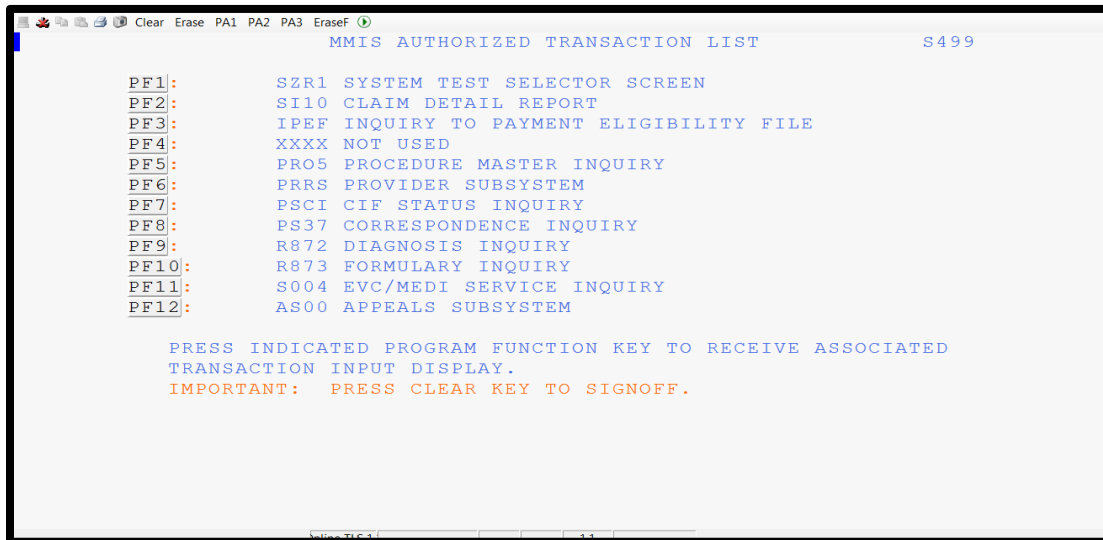 Clear Erase PA1 PA2 PA3 EraseF
MMIS AUTHORIZED TRANSACTION LIST S499
PF1: SZR1 SYSTEM TEST SELECTOR SCREEN
PF2: SI10 CLAIM DETAIL REPORT
PF3: IPEF INQUIRY TO PAYMENT ELIGIBILITY FILE
PF4: XXXX NOT USED
PF5: PRO5 PROCEDURE MASTER INQUIRY
PF6: PRRS PROVIDER SUBSYSTEM
PF7: PSCI CIF STATUS INQUIRY
PF8: PS37 CORRESPONDENCE INQUIRY
PF9: R872 DIAGNOSIS INQUIRY
PF10: R873 FORMULARY INQUIRY
PF11: S004 EVC/MEDI SERVICE INQUIRY
PF12: AS00 APPEALS SUBSYSTEM
PRESS INDICATED PROGRAM FUNCTION KEY TO RECEIVE ASSOCIATED
TRANSACTION INPUT DISPLAY.
IMPORTANT: PRESS CLEAR KEY TO SIGNOFF.